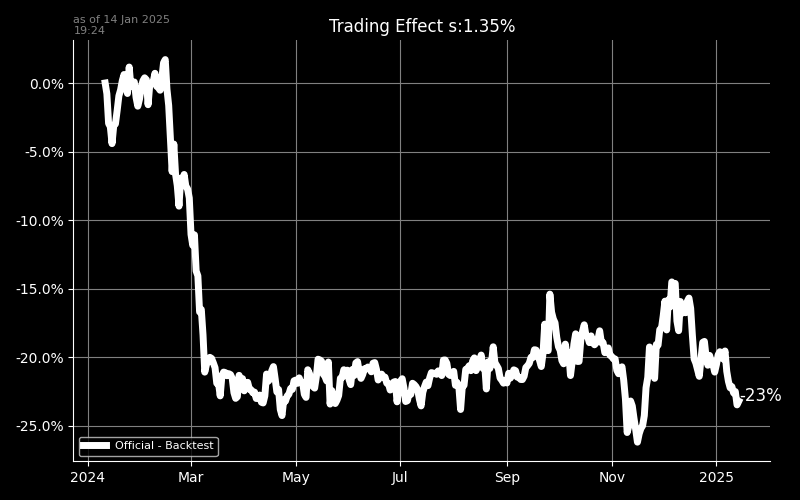 as of 14 Jan 2025
19:24
Trading Effect s:1.35%
0.0%
-5.0%
-10.0%
-15.0%
-20.0%
-25.0%
-23%
Official - Backtest
2024 Mar May Jul Sep Nov 2025